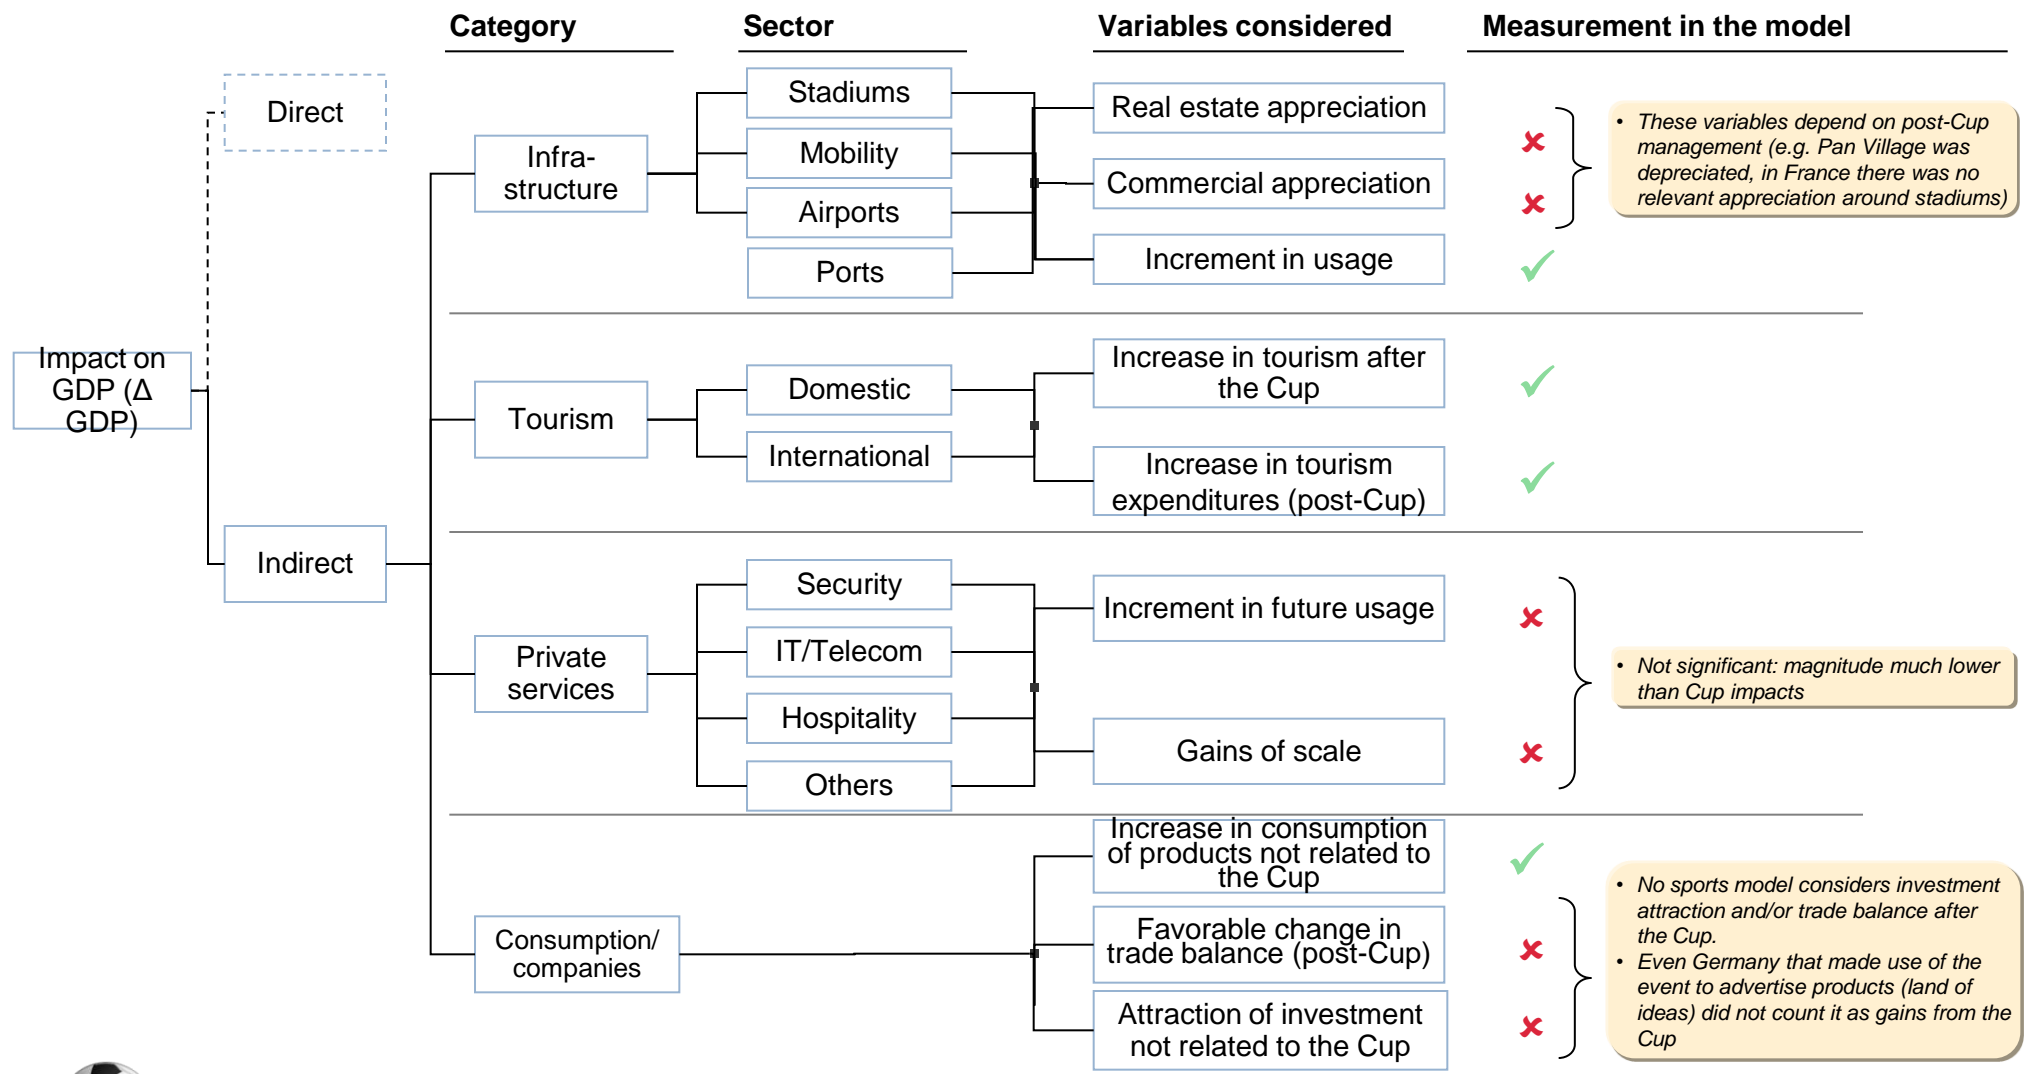 Category
Sector
Variables considered
Measurement in the model
Direct
Impact on
GDP (Δ
GDP)
Indirect
Infra-
structure
Stadiums
Mobility
Airports
Ports
Real estate appreciation
Commercial appreciation
Increment in usage
• These variables depend on post-Cup
management (e.g. Pan Village was
depreciated, in France there was no
relevant appreciation around stadiums)
Tourism
Domestic
International
Increase in tourism after
the Cup
Increase in tourism
expenditures (post-Cup)
Private
services
Security
IT/Telecom
Hospitality
Others
Increment in future usage
Gains of scale
• Not significant: magnitude much lower
than Cup impacts
Consumption/
companies
Increase in consumption
of products not related to
the Cup
Favorable change in
trade balance (post-Cup)
Attraction of investment
not related to the Cup
• No sports model considers investment
attraction and/or trade balance after
the Cup.
• Even Germany that made use of the
event to advertise products (land of
ideas) did not count it as gains from the
Cup